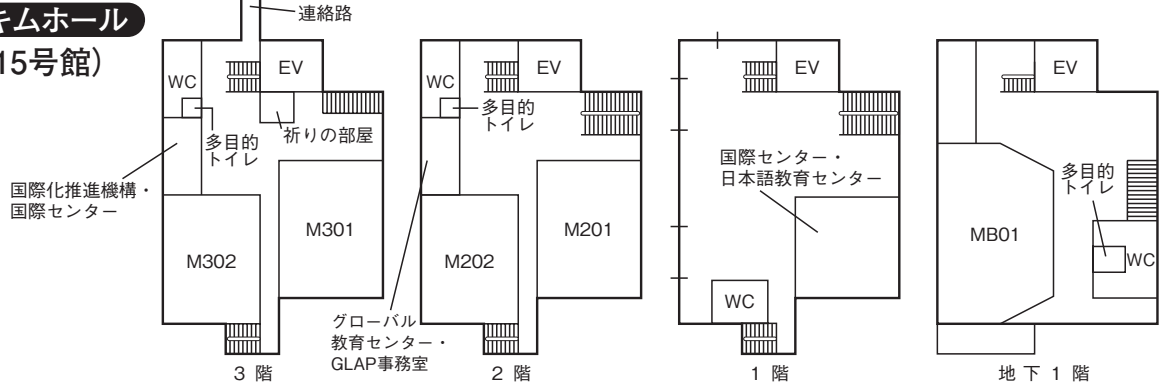 キムホール
15号館）
連絡路
WC
EV
多目的
トイレ
祈りの部屋
国際化推進機構・
国際センター
M301
M302
3 階
WC
EV
多目的
トイレ
M201
M202
グローバル
教育センター・
GLAP事務室
2 階
EV
国際センター・
日本語教育センター
WC
1 階
EV
多目的
トイレ
MB01
WC
地 下 1 階